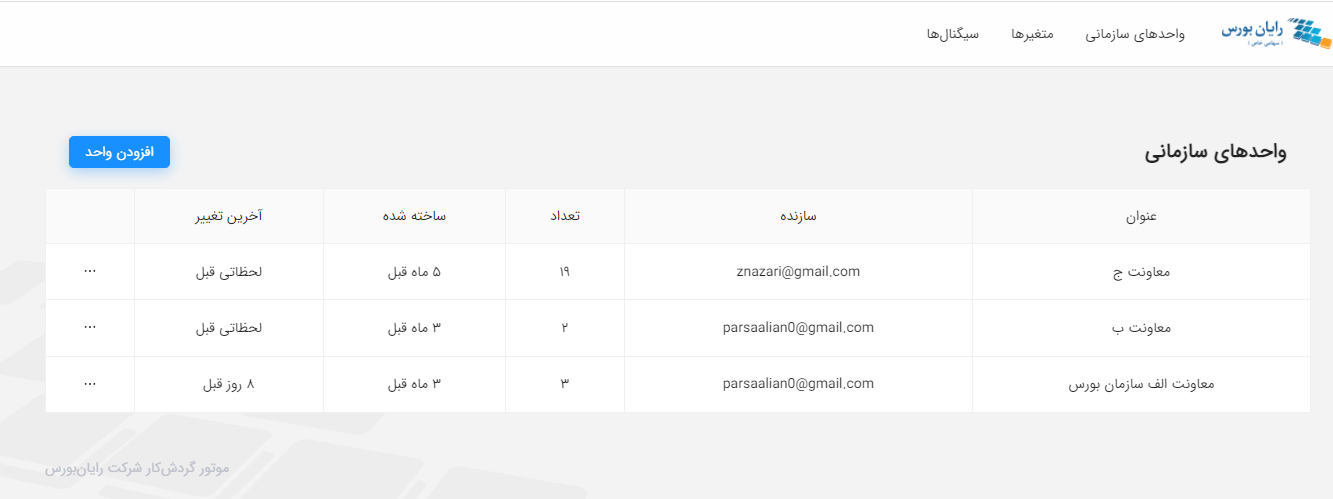 رایان بورس
( سهامی خاص )
واحدهای سازمانی متغیرها سیگنال‌ها
واحدهای سازمانی
افزودن واحد
عنوان سازنده تعداد ساخته شده آخرین تغییر
معاونت ج znazari@gmail.com ۱۹ ۵ ماه قبل لحظاتی قبل ...
معاونت ب parsaalian0@gmail.com ۲ ۳ ماه قبل لحظاتی قبل ...
معاونت الف سازمان بورس parsaalian0@gmail.com ۳ ۳ ماه قبل ۸ روز قبل ...
موتور گردش‌کار شرکت رایان‌بورس